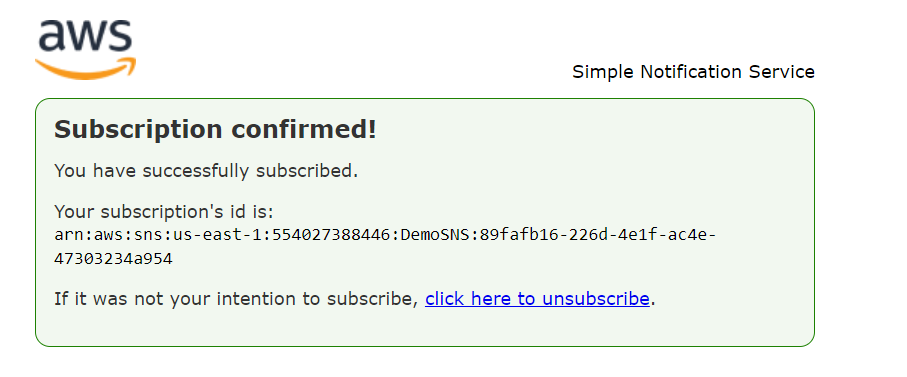 aws
Simple Notification Service
Subscription confirmed!
You have successfully subscribed.
Your subscription's id is:
arn:aws:sns:us-east-1:554027388446:DemoSNS:89fafb16-226d-4e1f-ac4e-
47303234a954
If it was not your intention to subscribe, click here to unsubscribe.